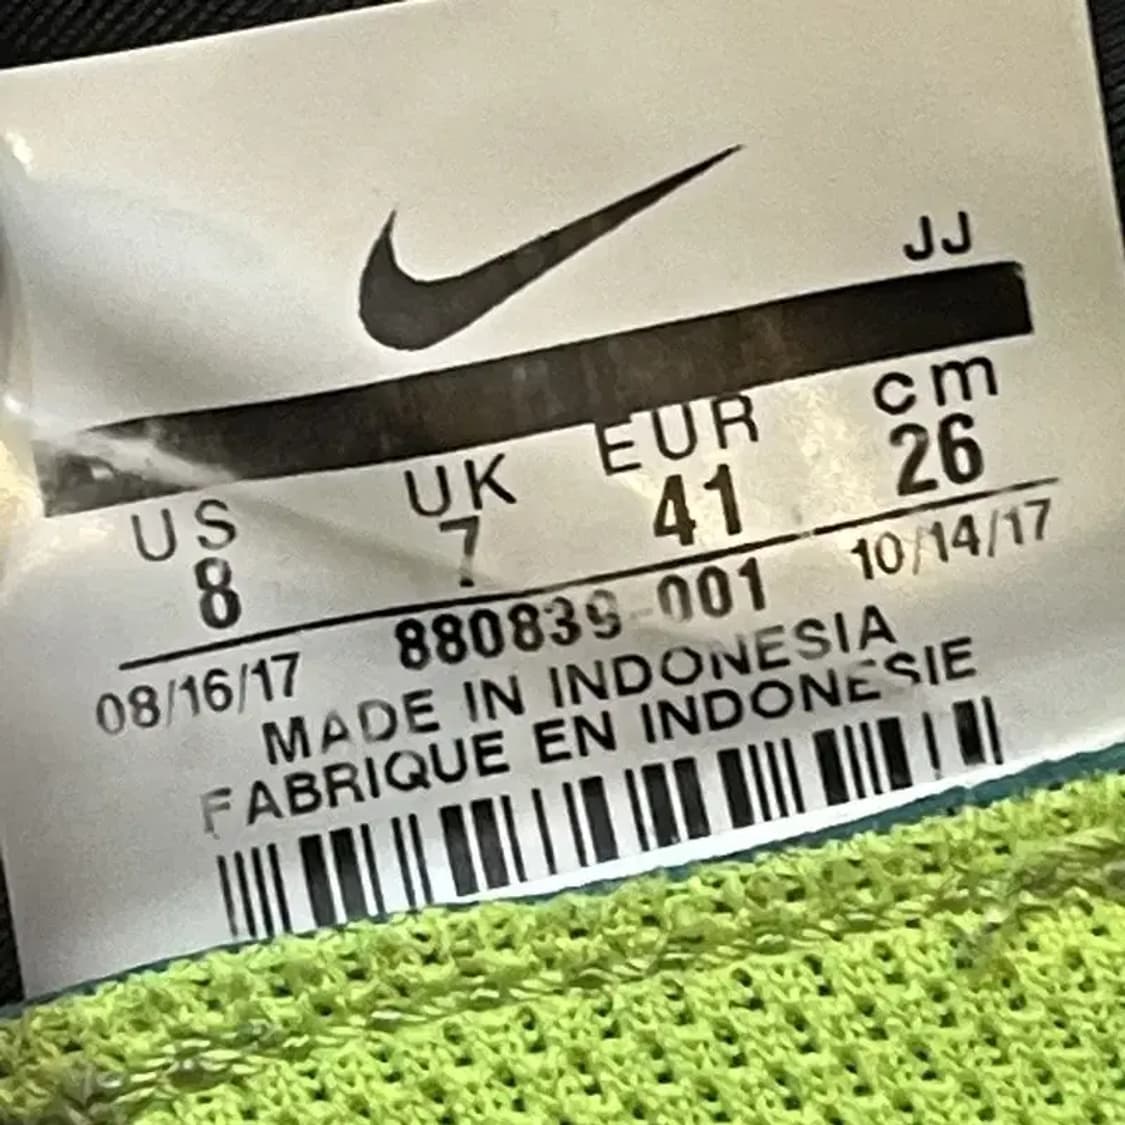 JJ
US UK EUR cm
8 7 41 26
08/16/17 880839-001 10/14/17
MADE IN INDONESIA
FABRIQUE EN INDONESIE